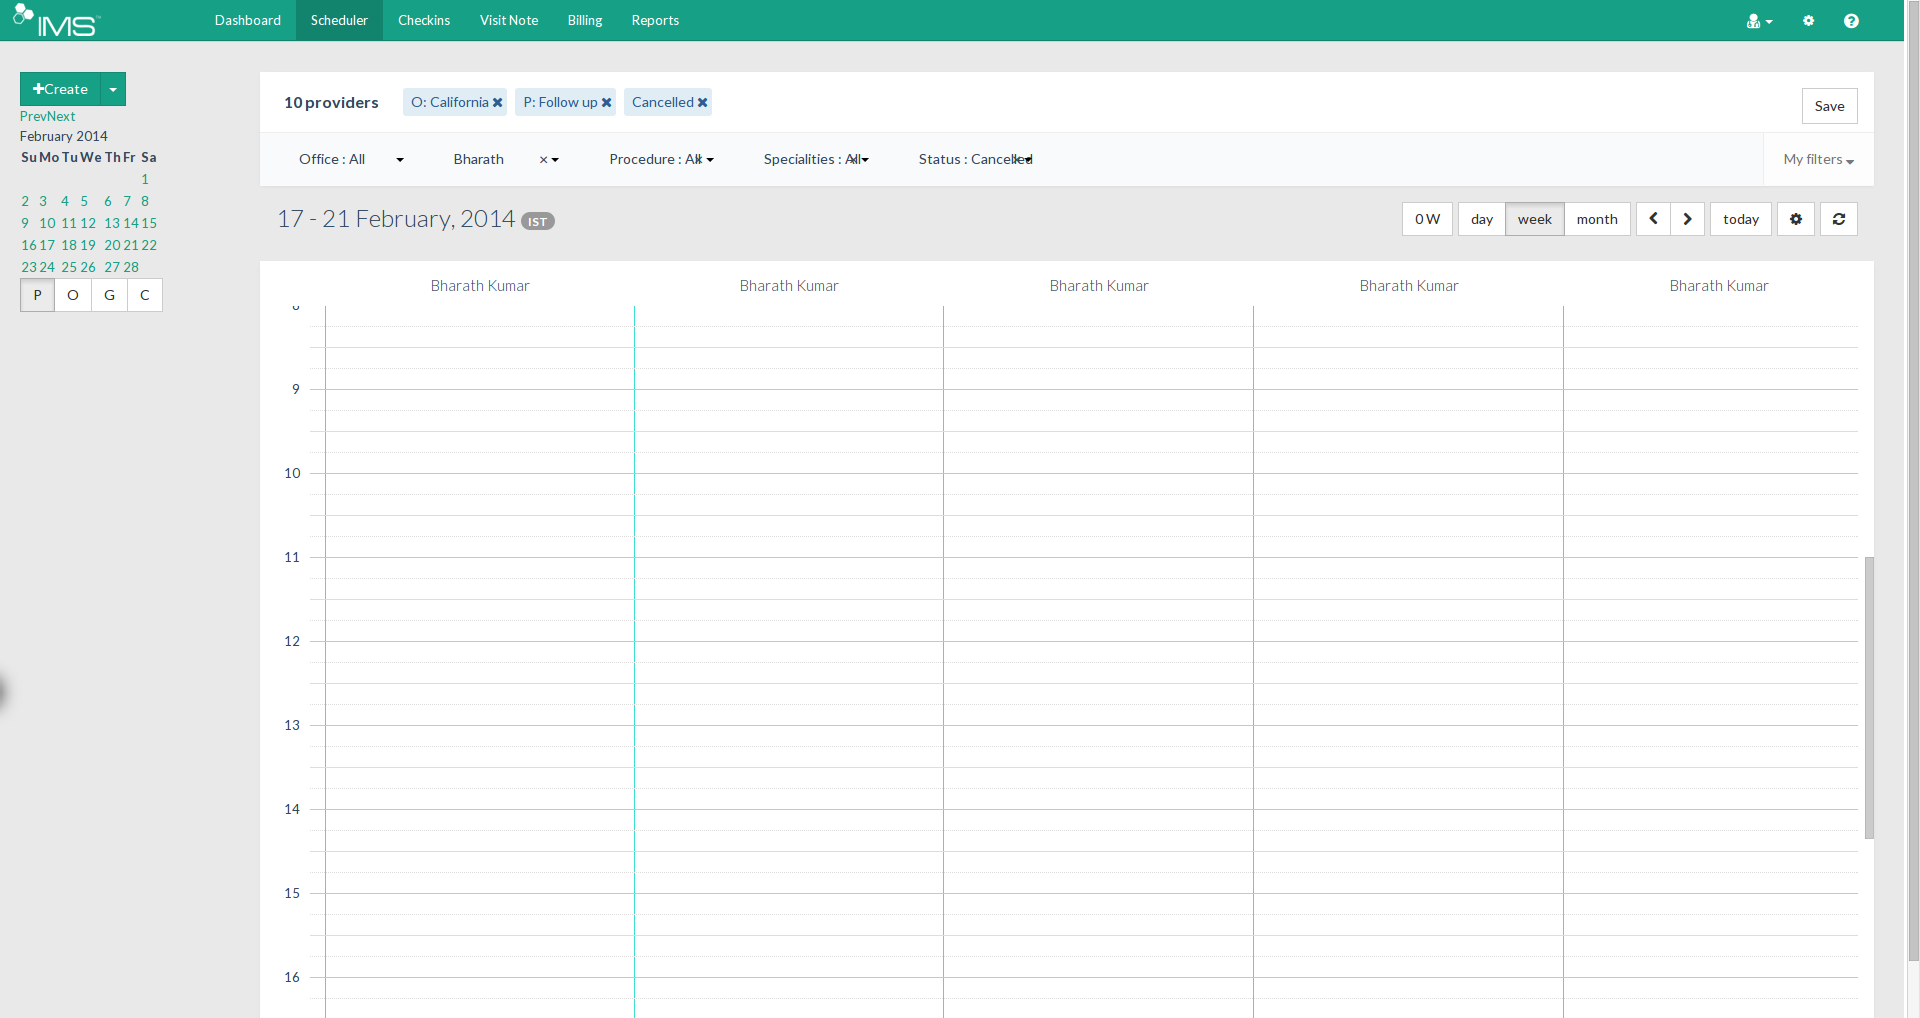 IMS™ Dashboard Scheduler Checkins Visit Note Billing Reports
Create
PrevNext
February 2014
Su Mo Tu We Th Fr Sa
1
2 3 4 5 6 7 8
9 10 11 12 13 14 15
16 17 18 19 20 21 22
23 24 25 26 27 28
P O G C
10 providers O: California P: Follow up Cancelled Save
Office : All Bharath × Procedure : All Specialities : All Status : Cancelled My filters
17 - 21 February, 2014 IST 0 W day week month today
Bharath Kumar Bharath Kumar Bharath Kumar Bharath Kumar Bharath Kumar
9
10
11
12
13
14
15
16